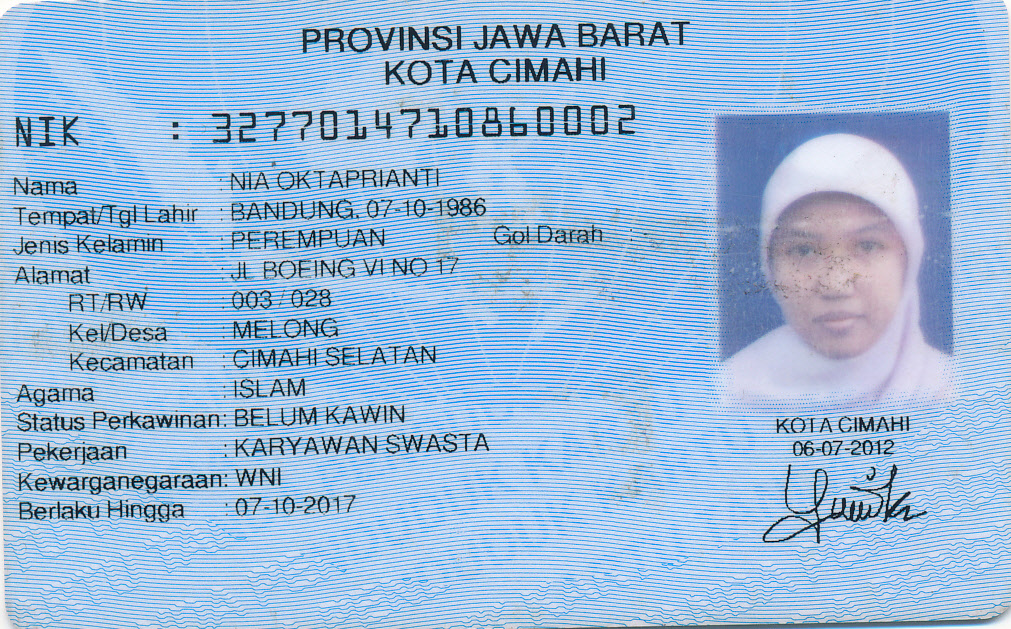 PROVINSI JAWA BARAT
KOTA CIMAHI
NIK : 3277014710860002
Nama : NIA OKTAPRIANTI
Tempat/Tgl Lahir : BANDUNG, 07-10-1986
Jenis Kelamin : PEREMPUAN Gol Darah :
Alamat : JL BOEING VI NO 17
RT/RW : 003 / 028
Kel/Desa : MELONG
Kecamatan : CIMAHI SELATAN
Agama : ISLAM
Status Perkawinan: BELUM KAWIN
Pekerjaan : KARYAWAN SWASTA
Kewarganegaraan: WNI
Berlaku Hingga : 07-10-2017
KOTA CIMAHI
06-07-2012